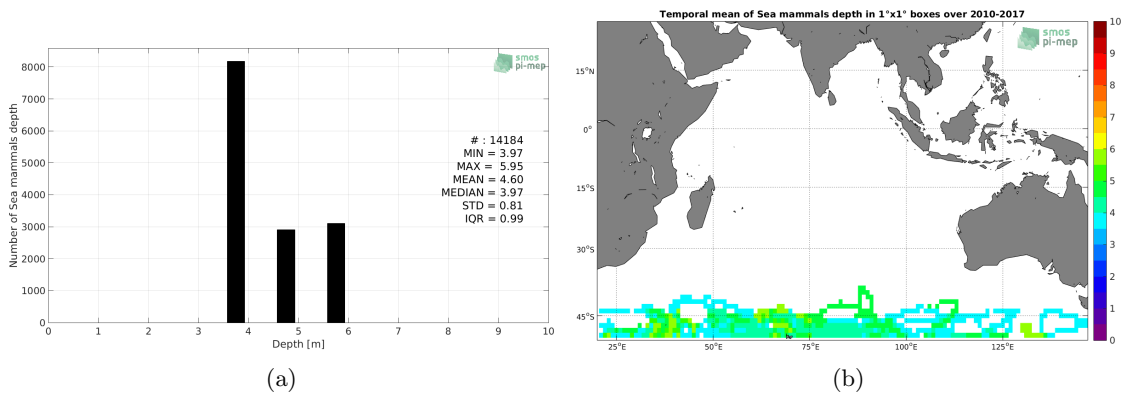 Number of Sea mammals depth
8000
7000
6000
5000
4000
3000
2000
1000
0
0 1 2 3 4 5 6 7 8 9 10
Depth [m]
smos
pi-mep
# : 14184
MIN = 3.97
MAX = 5.95
MEAN = 4.60
MEDIAN = 3.97
STD = 0.81
IQR = 0.99
(a)
Temporal mean of Sea mammals depth in 1°x1° boxes over 2010-2017
smos
pi-mep
15°N
0°
15°S
30°S
45°S
25°E 50°E 75°E 100°E 125°E
10
9
8
7
6
5
4
3
2
1
0
(b)